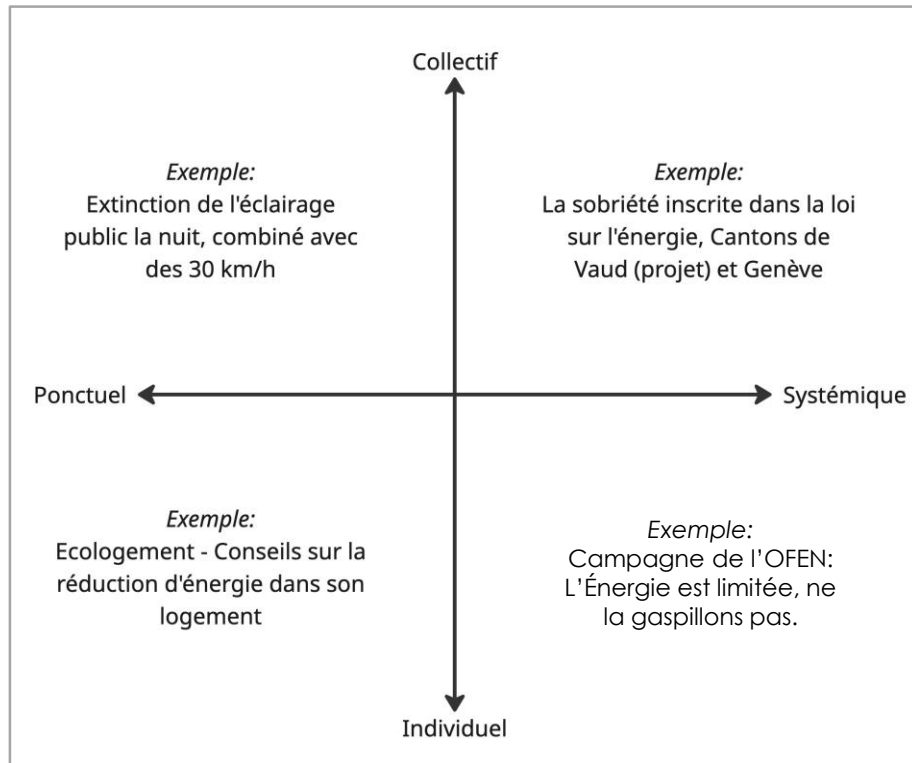 Collectif
Exemple:
Extinction de l'éclairage
public la nuit, combiné avec
des 30 km/h
Exemple:
La sobriété inscrite dans la loi
sur l'énergie, Cantons de
Vaud (projet) et Genève
Ponctuel
Systémique
Exemple:
Ecologement - Conseils sur la
réduction d'énergie dans son
logement
Exemple:
Campagne de l'OFEN:
L'Énergie est limitée, ne
la gaspillons pas.
Individuel